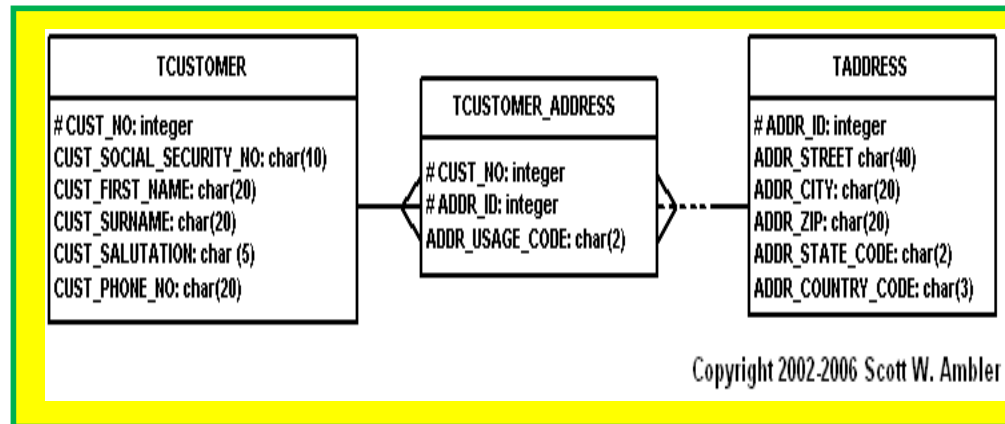 TCUSTOMER
# CUST_NO: integer
CUST_SOCIAL_SECURITY_NO: char(10)
CUST_FIRST_NAME: char(20)
CUST_SURNAME: char(20)
CUST_SALUTATION: char (5)
CUST_PHONE_NO: char(20)
TCUSTOMER_ADDRESS
# CUST_NO: integer
# ADDR_ID: integer
ADDR_USAGE_CODE: char(2)
TADDRESS
# ADDR_ID: integer
ADDR_STREET char(40)
ADDR_CITY: char(20)
ADDR_ZIP: char(20)
ADDR_STATE_CODE: char(2)
ADDR_COUNTRY_CODE: char(3)
Copyright 2002-2006 Scott W. Ambler